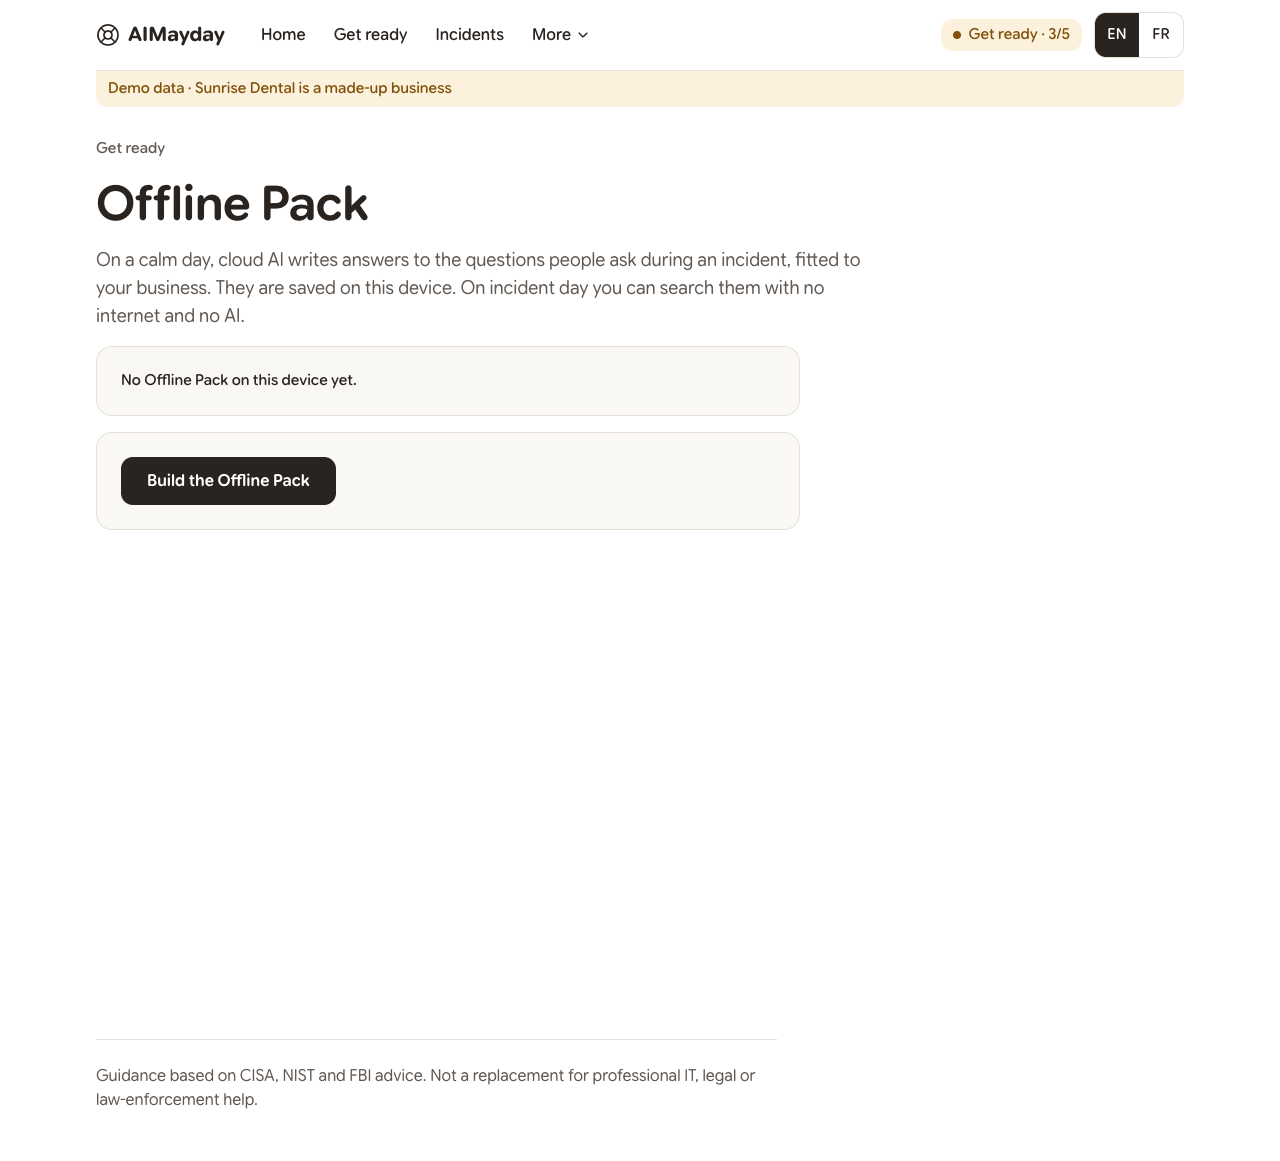 AIMayday
Home
Get ready
Incidents
More
Get ready · 3/5
EN
FR
Demo data · Sunrise Dental is a made-up business
Get ready
Offline Pack
On a calm day, cloud AI writes answers to the questions people ask during an incident, fitted to
your business. They are saved on this device. On incident day you can search them with no
internet and no AI.
No Offline Pack on this device yet.
Build the Offline Pack
Guidance based on CISA, NIST and FBI advice. Not a replacement for professional IT, legal or
law-enforcement help.